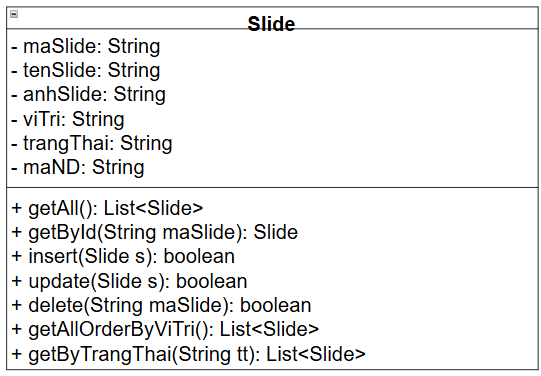 Slide
- maSlide: String
- tenSlide: String
- anhSlide: String
- viTri: String
- trangThai: String
- maND: String
+ getAll(): List<Slide>
+ getById(String maSlide): Slide
+ insert(Slide s): boolean
+ update(Slide s): boolean
+ delete(String maSlide): boolean
+ getAllOrderByViTri(): List<Slide>
+ getByTrangThai(String tt): List<Slide>